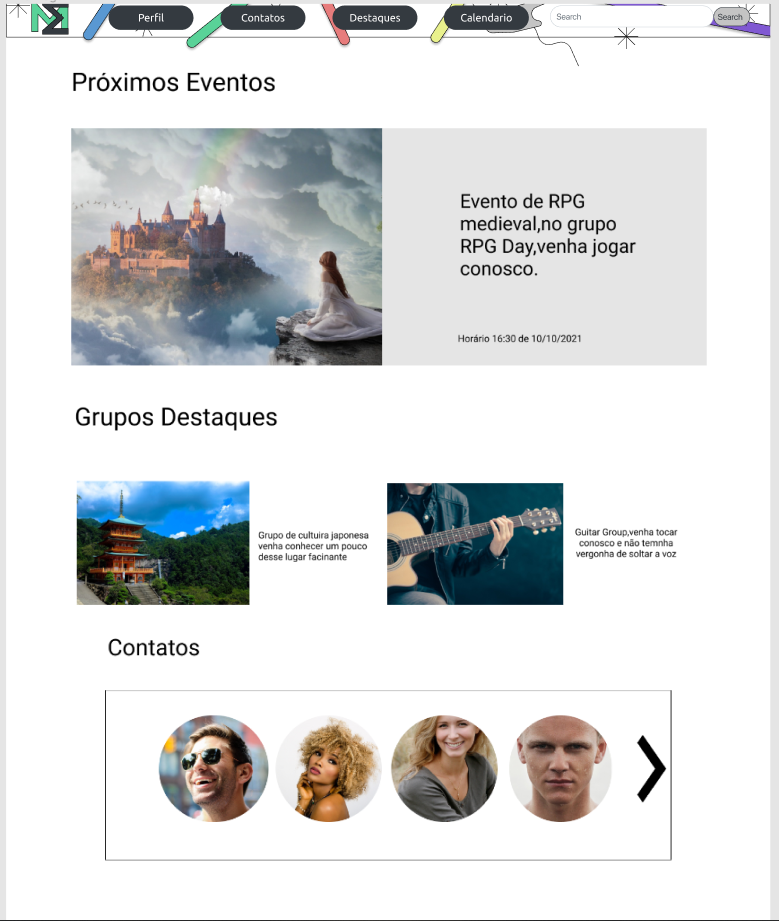 Perfil
Contatos
Destaques
Calendario
Search
Search
Próximos Eventos
Evento de RPG
medieval,no grupo
RPG Day,venha jogar
conosco.
Horário 16:30 de 10/10/2021
Grupos Destaques
Grupo de cultuira japonesa
venha conhecer um pouco
desse lugar facinante
Guitar Group,venha tocar
conosco e não temnha
vergonha de soltar a voz
Contatos